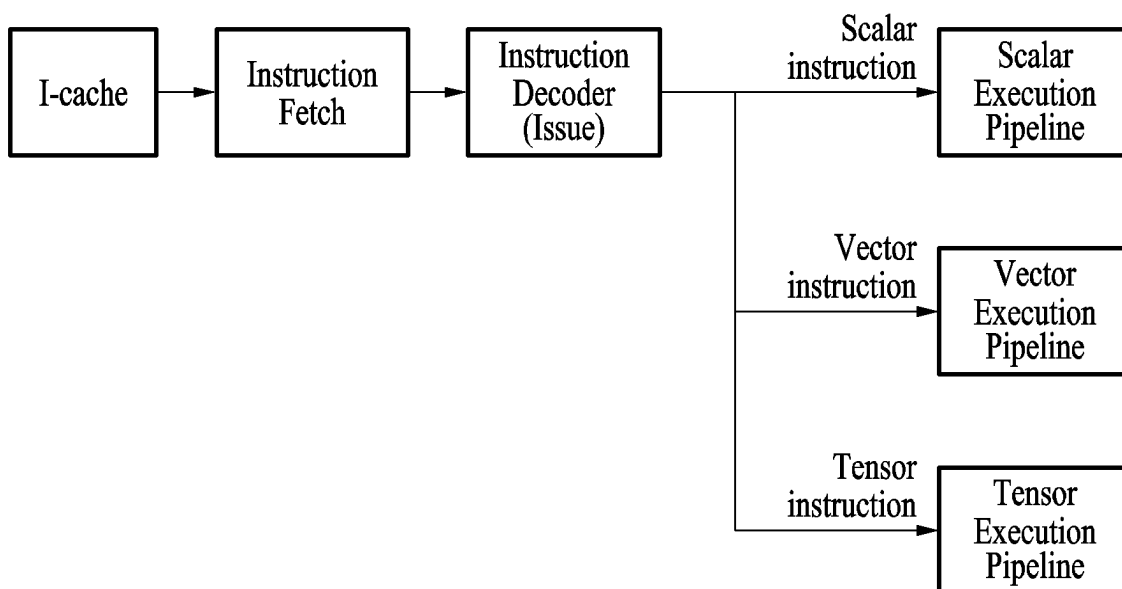 I-cache
Instruction
Fetch
Instruction
Decoder
(Issue)
Scalar
instruction
Scalar
Execution
Pipeline
Vector
instruction
Vector
Execution
Pipeline
Tensor
instruction
Tensor
Execution
Pipeline